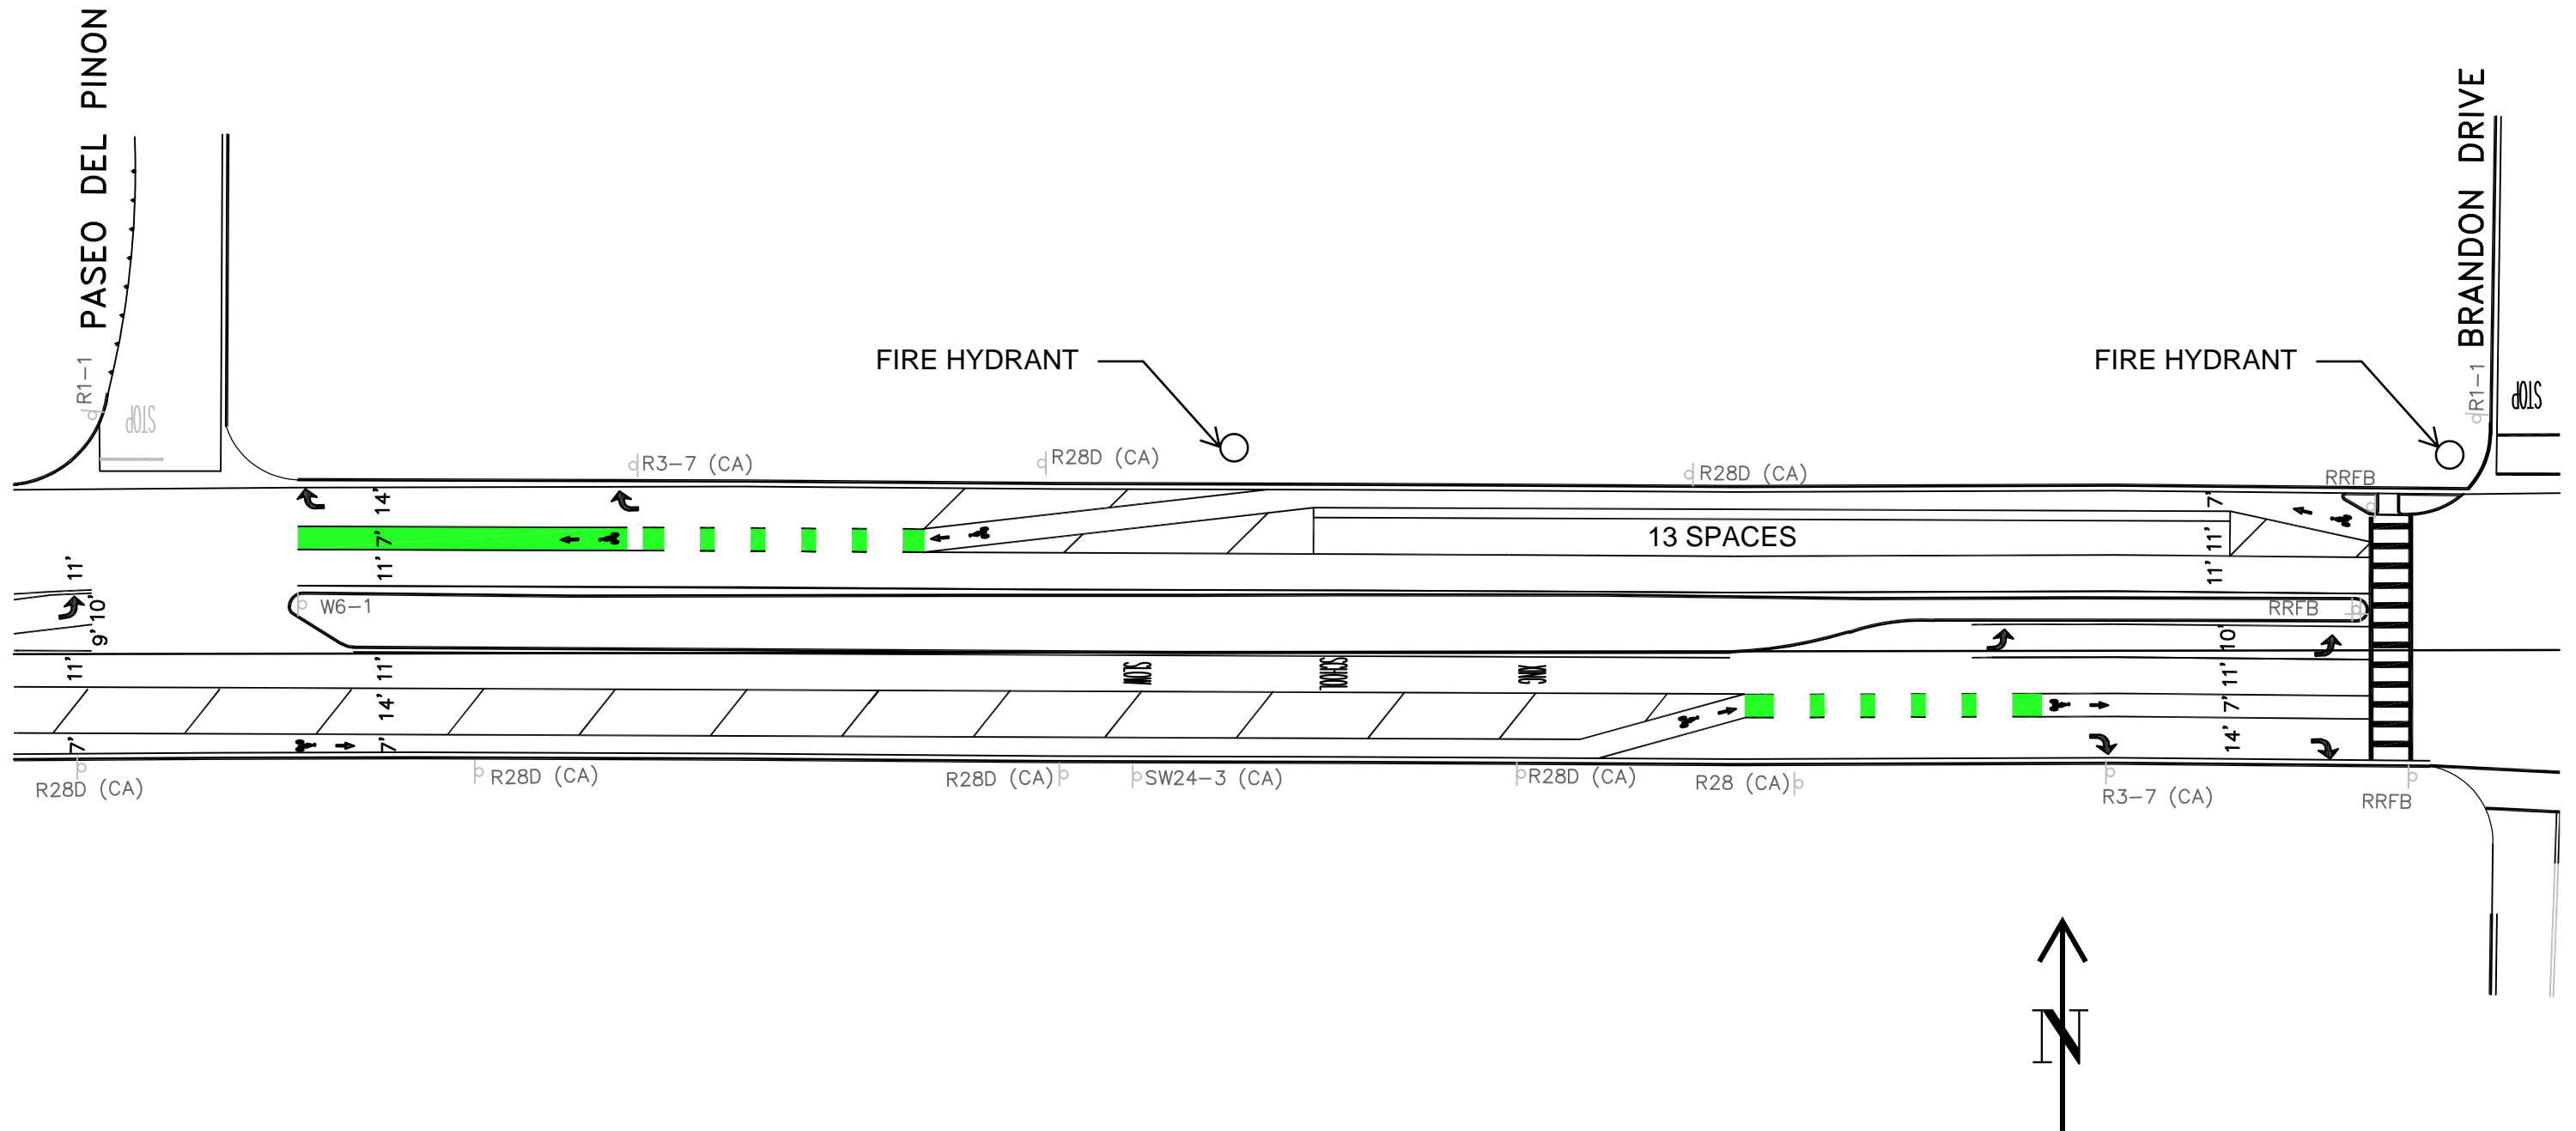 PASEO DEL PINON
BRANDON DRIVE
R1-1
STOP
FIRE HYDRANT
FIRE HYDRANT
R1-1
STOP
R3-7 (CA)
R28D (CA)
R28D (CA)
RRFB
14'
7'
7'
13 SPACES
11'
11'
11'
11'
W6-1
RRFB
10'
9'
10'
11'
11'
SLOW
SCHOOL
XING
11'
14'
7'
7'
7'
14'
R28D (CA)
R28D (CA)
R28D (CA)
SW24-3 (CA)
R28D (CA)
R28 (CA)
R3-7 (CA)
RRFB
N